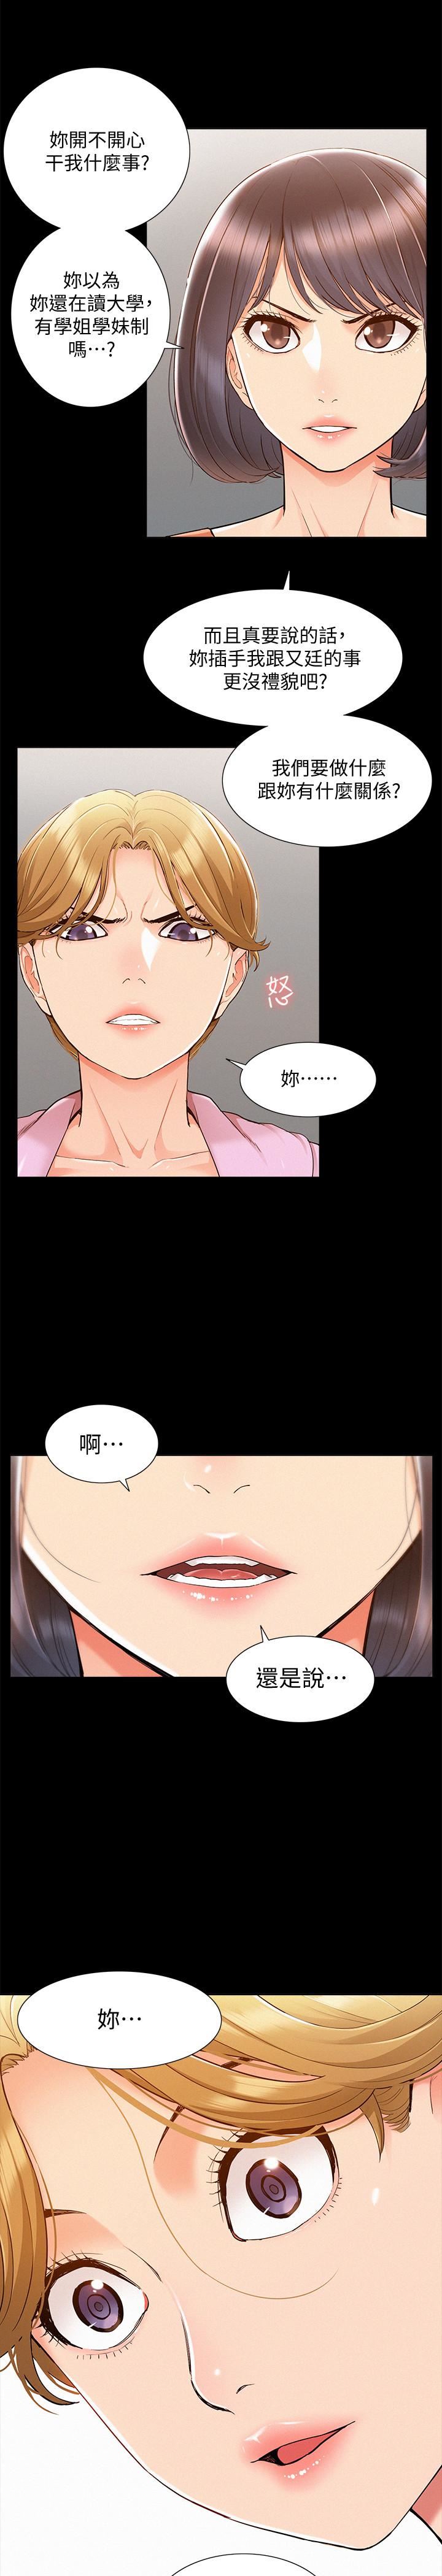 妳開不開心
干我什麼事?
妳以為
妳還在讀大學,
有學姐學妹制
嗎…?
而且真要說的話,
妳插手我跟又廷的事
更沒禮貌吧?
我們要做什麼
跟妳有什麼關係?
怒
妳……
啊…
還是說…
妳…